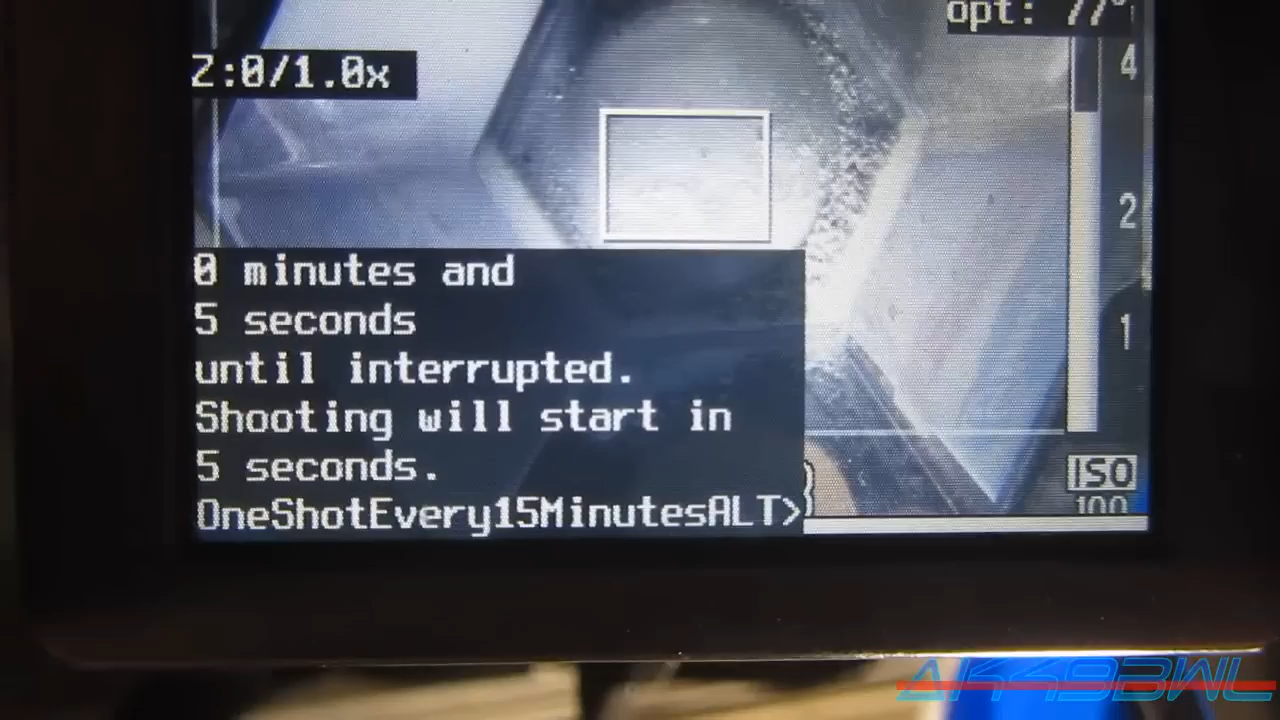 opt: 77°
Z:0/1.0x
4
2
1
0 minutes and
5 seconds
until interrupted.
Shooting will start in
5 seconds.
OneShotEvery15MinutesALT>
ISO
100
AK49BWL